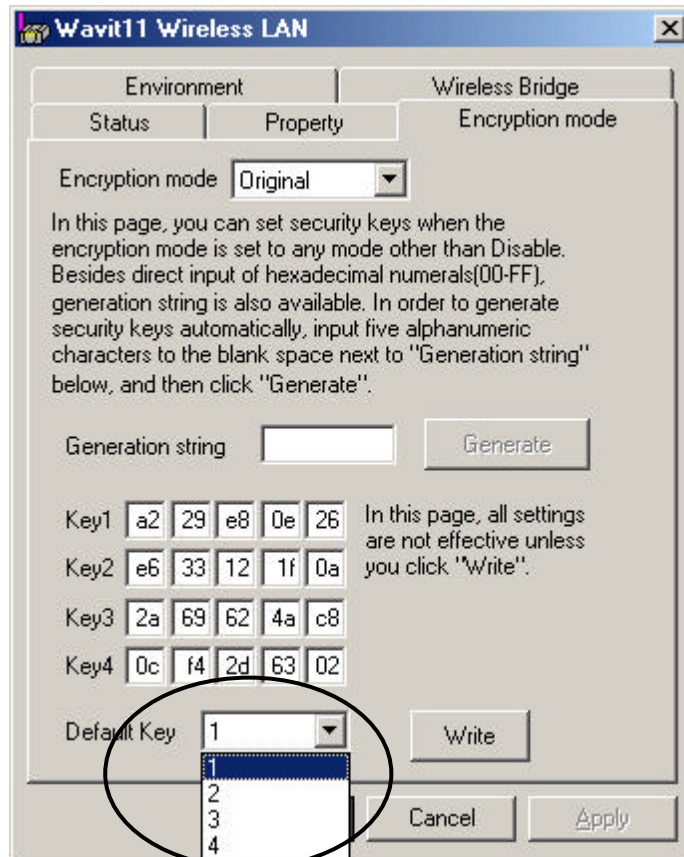 Wavit11 Wireless LAN
Environment Wireless Bridge
Status Property Encryption mode
Encryption mode Original
In this page, you can set security keys when the
encryption mode is set to any mode other than Disable.
Besides direct input of hexadecimal numerals(00-FF),
generation string is also available. In order to generate
security keys automatically, input five alphanumeric
characters to the blank space next to "Generation string"
below, and then click "Generate".
Generation string Generate
Key1 a2 29 e8 0e 26
Key2 e6 33 12 1f 0a
Key3 2a 69 62 4a c8
Key4 0c f4 2d 63 02
In this page, all settings
are not effective unless
you click "Write".
Default Key 1 Write
1
2
3
4
Cancel Apply